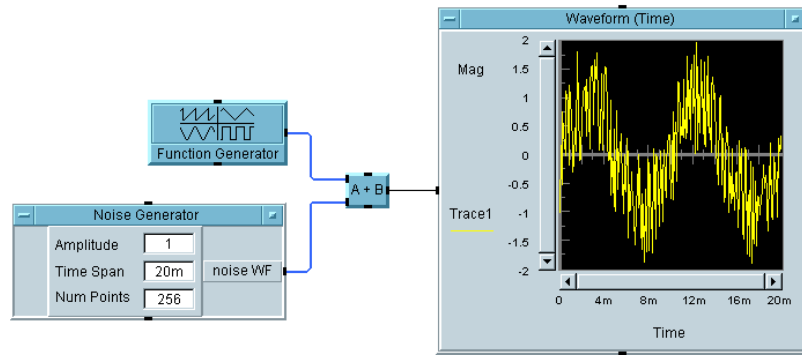 Function Generator
Noise Generator
Amplitude 1
Time Span 20m
Num Points 256
noise WF
A + B
Waveform (Time)
Mag
Trace1
2
1.5
1
0.5
0
-0.5
-1
-1.5
-2
0 4m 8m 12m 16m 20m
Time